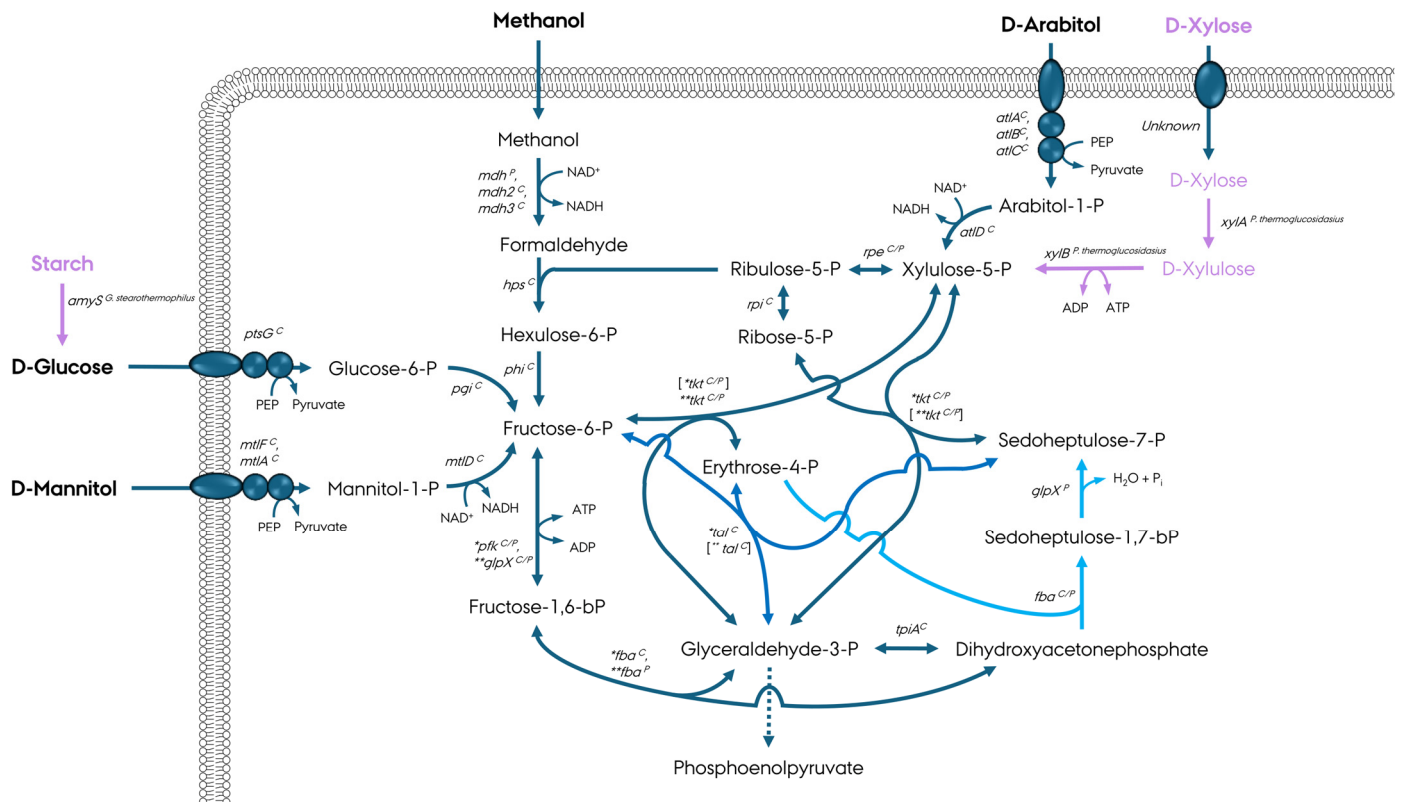 Methanol
D-Arabitol
D-Xylose
Methanol
mdh P,
mdh2 C,
mdh3 C
NAD+
NADH
atlA C,
atlB C,
atlC C
PEP
Pyruvate
Unknown
D-Xylose
xylA P. thermoglucosidasius
Arabitol-1-P
NAD+
NADH
atlD C
Formaldehyde
hps C
Ribulose-5-P
rpe C/P
Xylulose-5-P
xylB P. thermoglucosidasius
D-Xylulose
ADP
ATP
Starch
amyS G. stearothermophilus
rpi C
Ribose-5-P
Hexulose-6-P
phi C
D-Glucose
ptsG C
PEP
Pyruvate
Glucose-6-P
pgi C
[*tkt C/P]
**tkt C/P
*tkt C/P
[**tkt C/P]
Fructose-6-P
Sedoheptulose-7-P
Erythrose-4-P
D-Mannitol
mtlF C,
mtlA C
PEP
Pyruvate
Mannitol-1-P
mtlD C
NAD+
NADH
glpX P
H2O + Pi
ATP
ADP
*pfk C/P,
**glpX C/P
*tal C
[** tal C]
Sedoheptulose-1,7-bP
fba C/P
Fructose-1,6-bP
*fba C,
**fba P
Glyceraldehyde-3-P
tpiA C
Dihydroxyacetonephosphate
Phosphoenolpyruvate